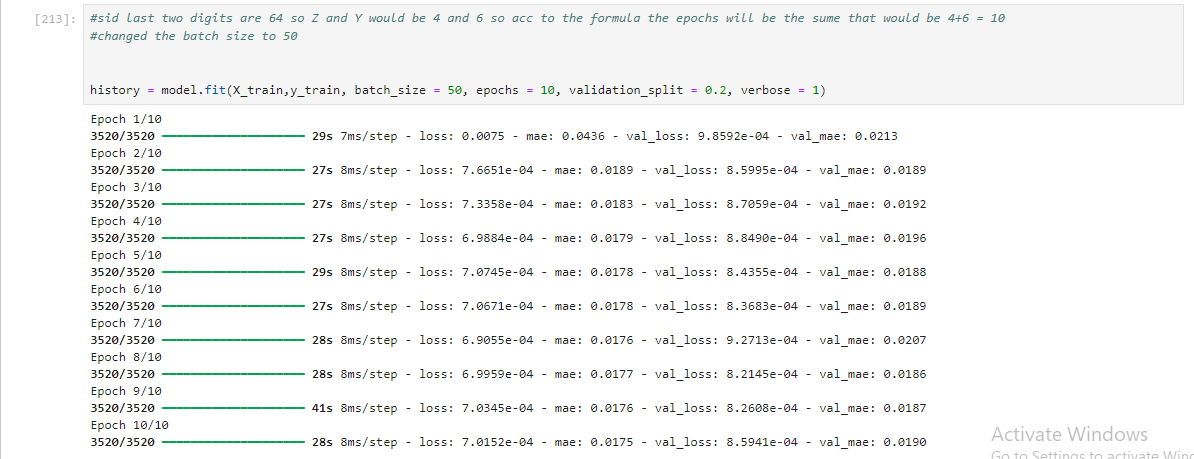 [213]: #sid last two digits are 64 so Z and Y would be 4 and 6 so acc to the formula the epochs will be the sume that would be 4+6 = 10
#changed the batch size to 50
history = model.fit(X_train,y_train, batch_size = 50, epochs = 10, validation_split = 0.2, verbose = 1)
Epoch 1/10
3520/3520 29s 7ms/step - loss: 0.0075 - mae: 0.0436 - val_loss: 9.8592e-04 - val_mae: 0.0213
Epoch 2/10
3520/3520 27s 8ms/step - loss: 7.6651e-04 - mae: 0.0189 - val_loss: 8.5995e-04 - val_mae: 0.0189
Epoch 3/10
3520/3520 27s 8ms/step - loss: 7.3358e-04 - mae: 0.0183 - val_loss: 8.7059e-04 - val_mae: 0.0192
Epoch 4/10
3520/3520 27s 8ms/step - loss: 6.9884e-04 - mae: 0.0179 - val_loss: 8.8490e-04 - val_mae: 0.0196
Epoch 5/10
3520/3520 29s 8ms/step - loss: 7.0745e-04 - mae: 0.0178 - val_loss: 8.4355e-04 - val_mae: 0.0188
Epoch 6/10
3520/3520 27s 8ms/step - loss: 7.0671e-04 - mae: 0.0178 - val_loss: 8.3683e-04 - val_mae: 0.0189
Epoch 7/10
3520/3520 28s 8ms/step - loss: 6.9055e-04 - mae: 0.0176 - val_loss: 9.2713e-04 - val_mae: 0.0207
Epoch 8/10
3520/3520 28s 8ms/step - loss: 6.9959e-04 - mae: 0.0177 - val_loss: 8.2145e-04 - val_mae: 0.0186
Epoch 9/10
3520/3520 41s 8ms/step - loss: 7.0345e-04 - mae: 0.0176 - val_loss: 8.2608e-04 - val_mae: 0.0187
Epoch 10/10
3520/3520 28s 8ms/step - loss: 7.0152e-04 - mae: 0.0175 - val_loss: 8.5941e-04 - val_mae: 0.0190
Activate Windows
Go to Settings to activate Wind